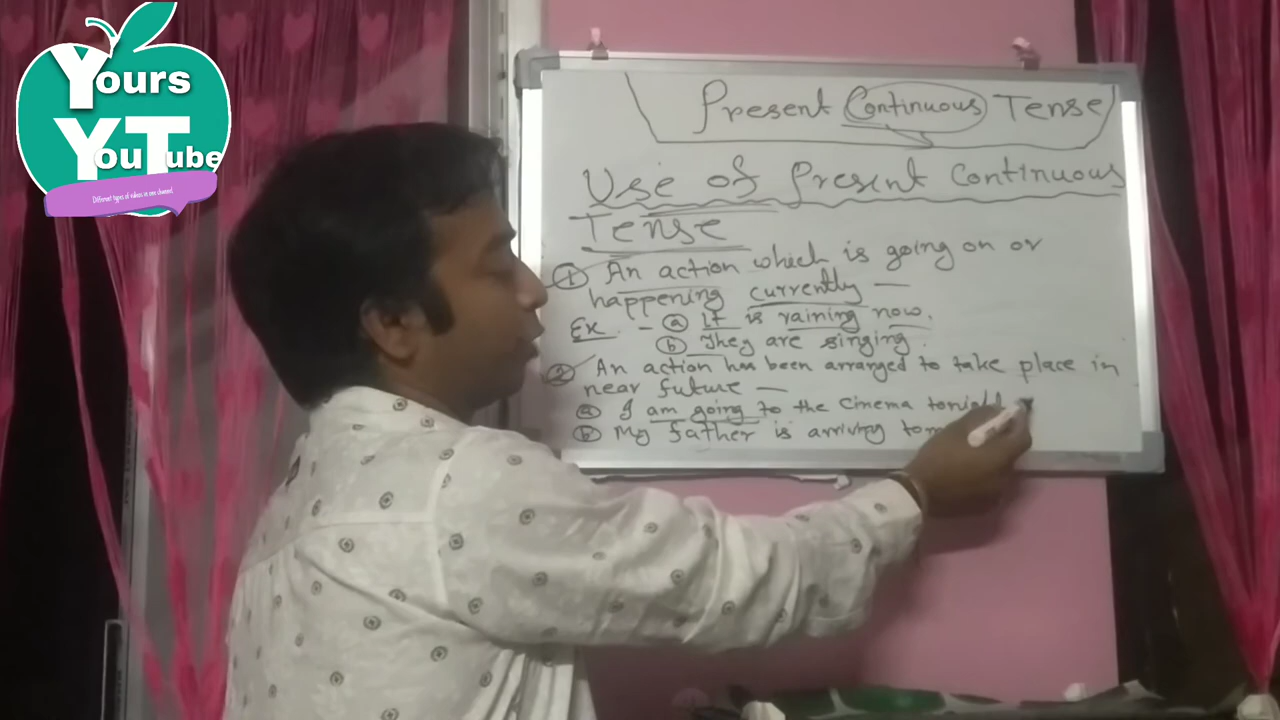 Yours
YouTube
Different types of videos in one channel.
Present Continuous Tense
Use of Present Continuous
Tense
① An action which is going on or
happening currently —
Ex - ⓐ It is raining now.
ⓑ They are singing.
② An action has been arranged to take place in
near future —
ⓐ I am going to the cinema tonight
ⓑ My father is arriving